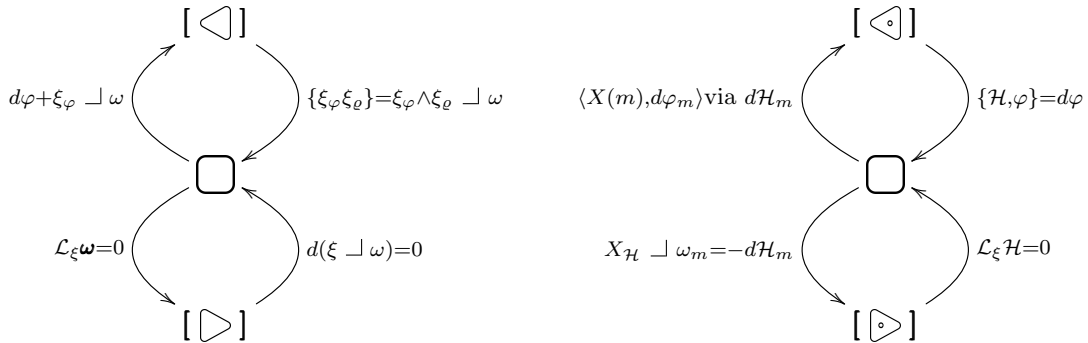 [ ◁ ]
dφ+ξ_φ ⨼ ω
{ξ_φξ_ϱ}=ξ_φ∧ξ_ϱ ⨼ ω
ℒ_ξ𝝎=0
d(ξ ⨼ ω)=0
[ ▷ ]
[ ◁ ]
⟨X(m),dφ_m⟩via dℋ_m
{ℋ,φ}=dφ
X_ℋ ⨼ ω_m=−dℋ_m
ℒ_ξℋ=0
[ ▷ ]